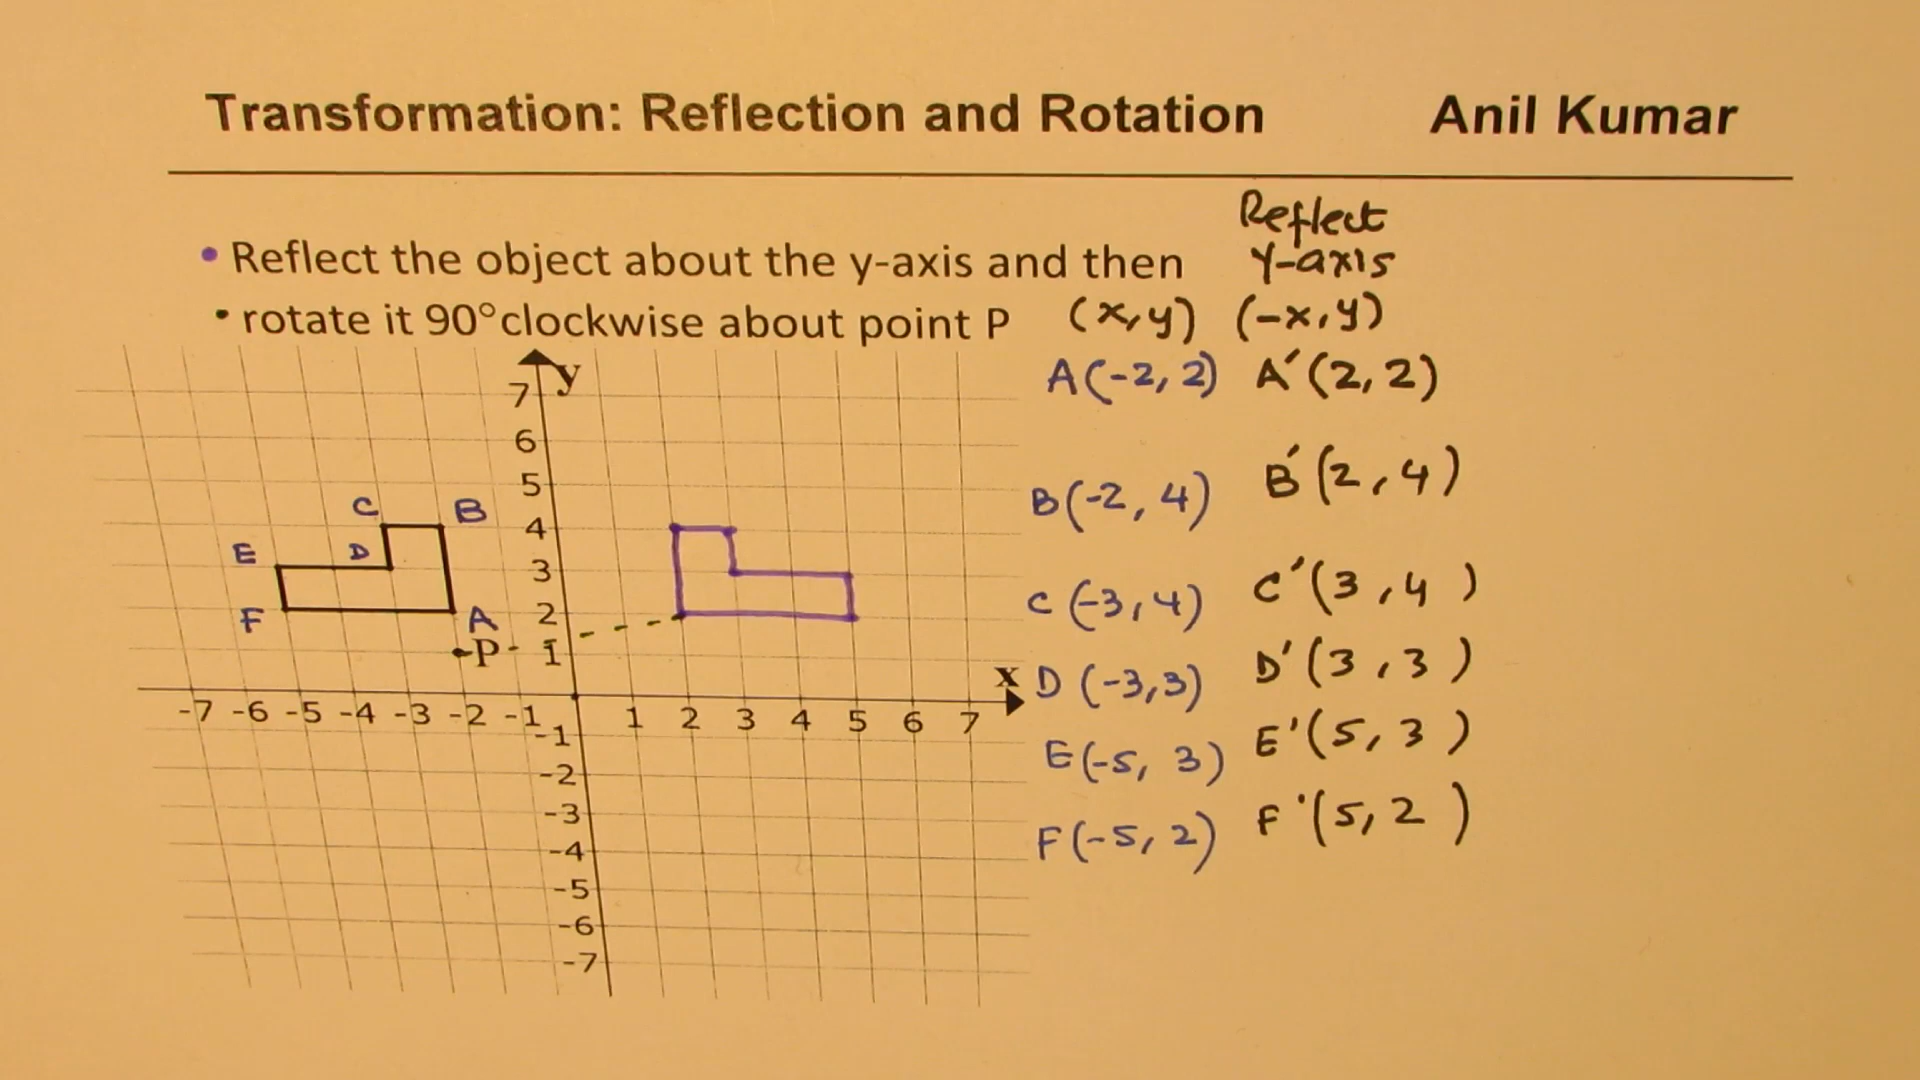 Transformation: Reflection and Rotation Anil Kumar
Reflect
Y-axis
• Reflect the object about the y-axis and then
• rotate it 90° clockwise about point P
(x,y) (-x,y)
A(-2, 2) A'(2, 2)
B(-2, 4) B'(2, 4)
C(-3, 4) C'(3, 4)
D(-3,3) D'(3, 3)
E(-5, 3) E'(5, 3)
F(-5, 2) F'(5, 2)
y
7
6
5
4
3
2
1
C B
E D
F A
P
x
-7 -6 -5 -4 -3 -2 -1 1 2 3 4 5 6 7
-1
-2
-3
-4
-5
-6
-7